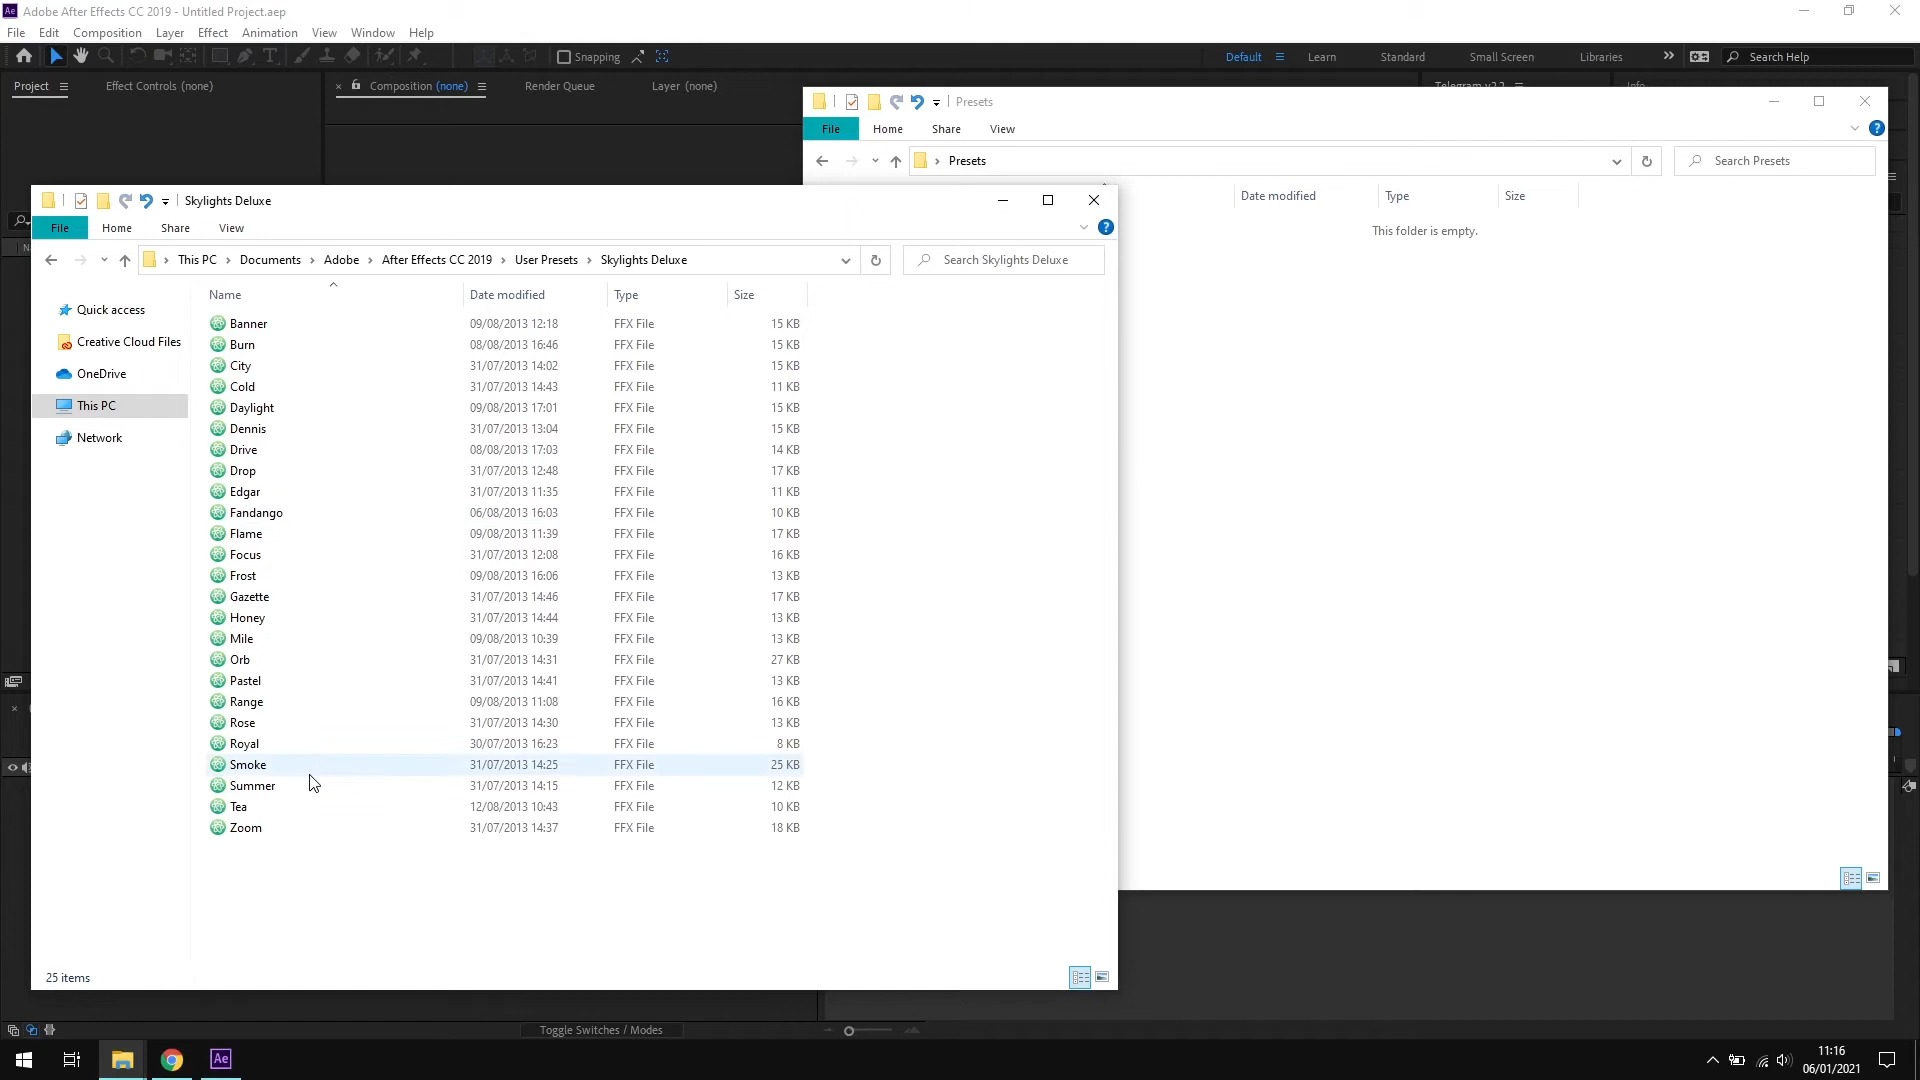 Adobe After Effects CC 2019 - Untitled Project.aep
File Edit Composition Layer Effect Animation View Window Help
Snapping
Default Learn Standard Small Screen Libraries Search Help
Project Effect Controls (none) Composition (none) Render Queue Layer (none)
Telegram v2.2 Info
Presets
File Home Share View
Presets Search Presets
Date modified Type Size
This folder is empty.
Skylights Deluxe
File Home Share View
This PC Documents Adobe After Effects CC 2019 User Presets Skylights Deluxe Search Skylights Deluxe
Quick access
Creative Cloud Files
OneDrive
This PC
Network
Name Date modified Type Size
Banner 09/08/2013 12:18 FFX File 15 KB
Burn 08/08/2013 16:46 FFX File 15 KB
City 31/07/2013 14:02 FFX File 15 KB
Cold 31/07/2013 14:43 FFX File 11 KB
Daylight 09/08/2013 17:01 FFX File 15 KB
Dennis 31/07/2013 13:04 FFX File 15 KB
Drive 08/08/2013 17:03 FFX File 14 KB
Drop 31/07/2013 12:48 FFX File 17 KB
Edgar 31/07/2013 11:35 FFX File 11 KB
Fandango 06/08/2013 16:03 FFX File 10 KB
Flame 09/08/2013 11:39 FFX File 17 KB
Focus 31/07/2013 12:08 FFX File 16 KB
Frost 09/08/2013 16:06 FFX File 13 KB
Gazette 31/07/2013 14:46 FFX File 17 KB
Honey 31/07/2013 14:44 FFX File 13 KB
Mile 09/08/2013 10:39 FFX File 13 KB
Orb 31/07/2013 14:31 FFX File 27 KB
Pastel 31/07/2013 14:41 FFX File 13 KB
Range 09/08/2013 11:08 FFX File 16 KB
Rose 31/07/2013 14:30 FFX File 13 KB
Royal 30/07/2013 16:23 FFX File 8 KB
Smoke 31/07/2013 14:25 FFX File 25 KB
Summer 31/07/2013 14:15 FFX File 12 KB
Tea 12/08/2013 10:43 FFX File 10 KB
Zoom 31/07/2013 14:37 FFX File 18 KB
25 items
Toggle Switches / Modes
Ae
11:16
06/01/2021